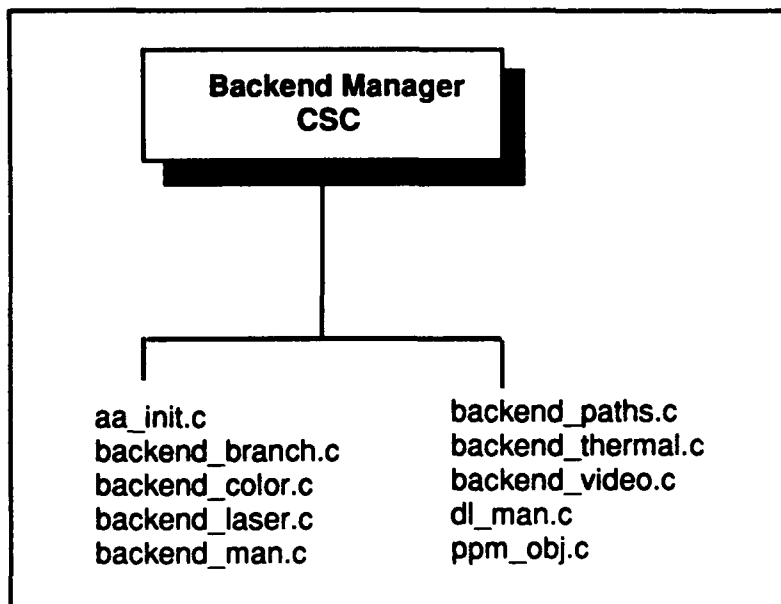 Backend Manager
CSC
aa_init.c
backend_branch.c
backend_color.c
backend_laser.c
backend_man.c
backend_paths.c
backend_thermal.c
backend_video.c
dl_man.c
ppm_obj.c